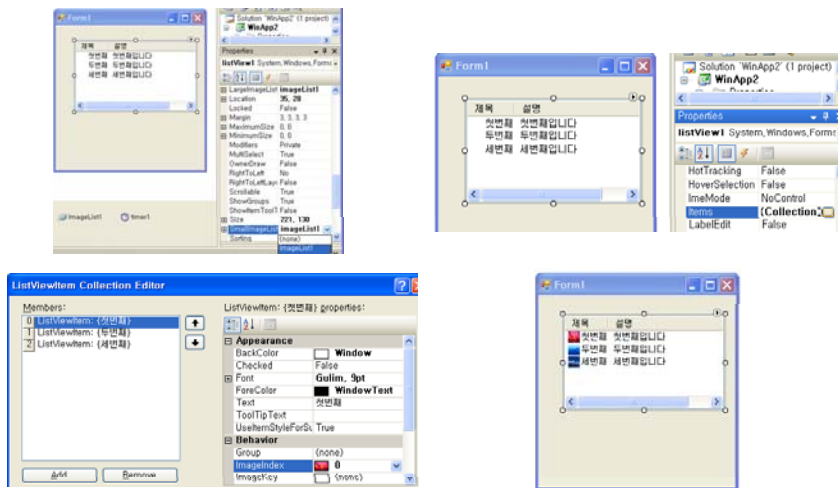 Form1
제목 설명
첫번째 첫번째입니다
두번째 두번째입니다
세번째 세번째입니다
imageList1 timer1
Solution 'WinApp2' (1 project)
WinApp2
Properties
listView1 System.Windows.Forms
LargeImageList imageList1
Location 35, 28
Locked False
Margin 3, 3, 3, 3
MaximumSize 0, 0
MinimumSize 0, 0
Modifiers Private
MultiSelect True
OwnerDraw False
RightToLeft No
RightToLeftLayo False
Scrollable True
ShowGroups True
ShowItemToolT False
Size 221, 130
SmallImageList imageList1
Sorting (none)
imageList1
Form1
제목 설명
첫번째 첫번째입니다
두번째 두번째입니다
세번째 세번째입니다
Solution 'WinApp2' (1 project)
WinApp2
Properties
Properties
listView1 System.Windows.Forms
HotTracking False
HoverSelection False
ImeMode NoControl
Items (Collection)
LabelEdit False
ListViewItem Collection Editor
Members:
0 ListViewItem: {첫번째}
1 ListViewItem: {두번째}
2 ListViewItem: {세번째}
Add Remove
ListViewItem: {첫번째} properties:
Appearance
BackColor Window
Checked False
Font Gulim, 9pt
ForeColor WindowText
Text 첫번째
ToolTipText
UseItemStyleForSu True
Behavior
Group (none)
ImageIndex 0
ImageKey (none)
Form1
제목 설명
첫번째 첫번째입니다
두번째 두번째입니다
세번째 세번째입니다